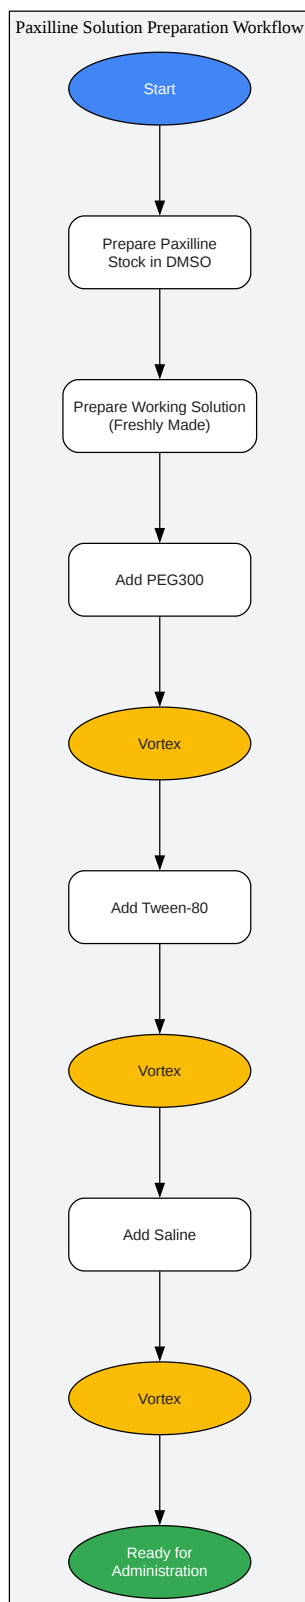 Paxilline Solution Preparation Workflow
Start
Prepare Paxilline
Stock in DMSO
Prepare Working Solution
(Freshly Made)
Add PEG300
Vortex
Add Tween-80
Vortex
Add Saline
Vortex
Ready for
Administration